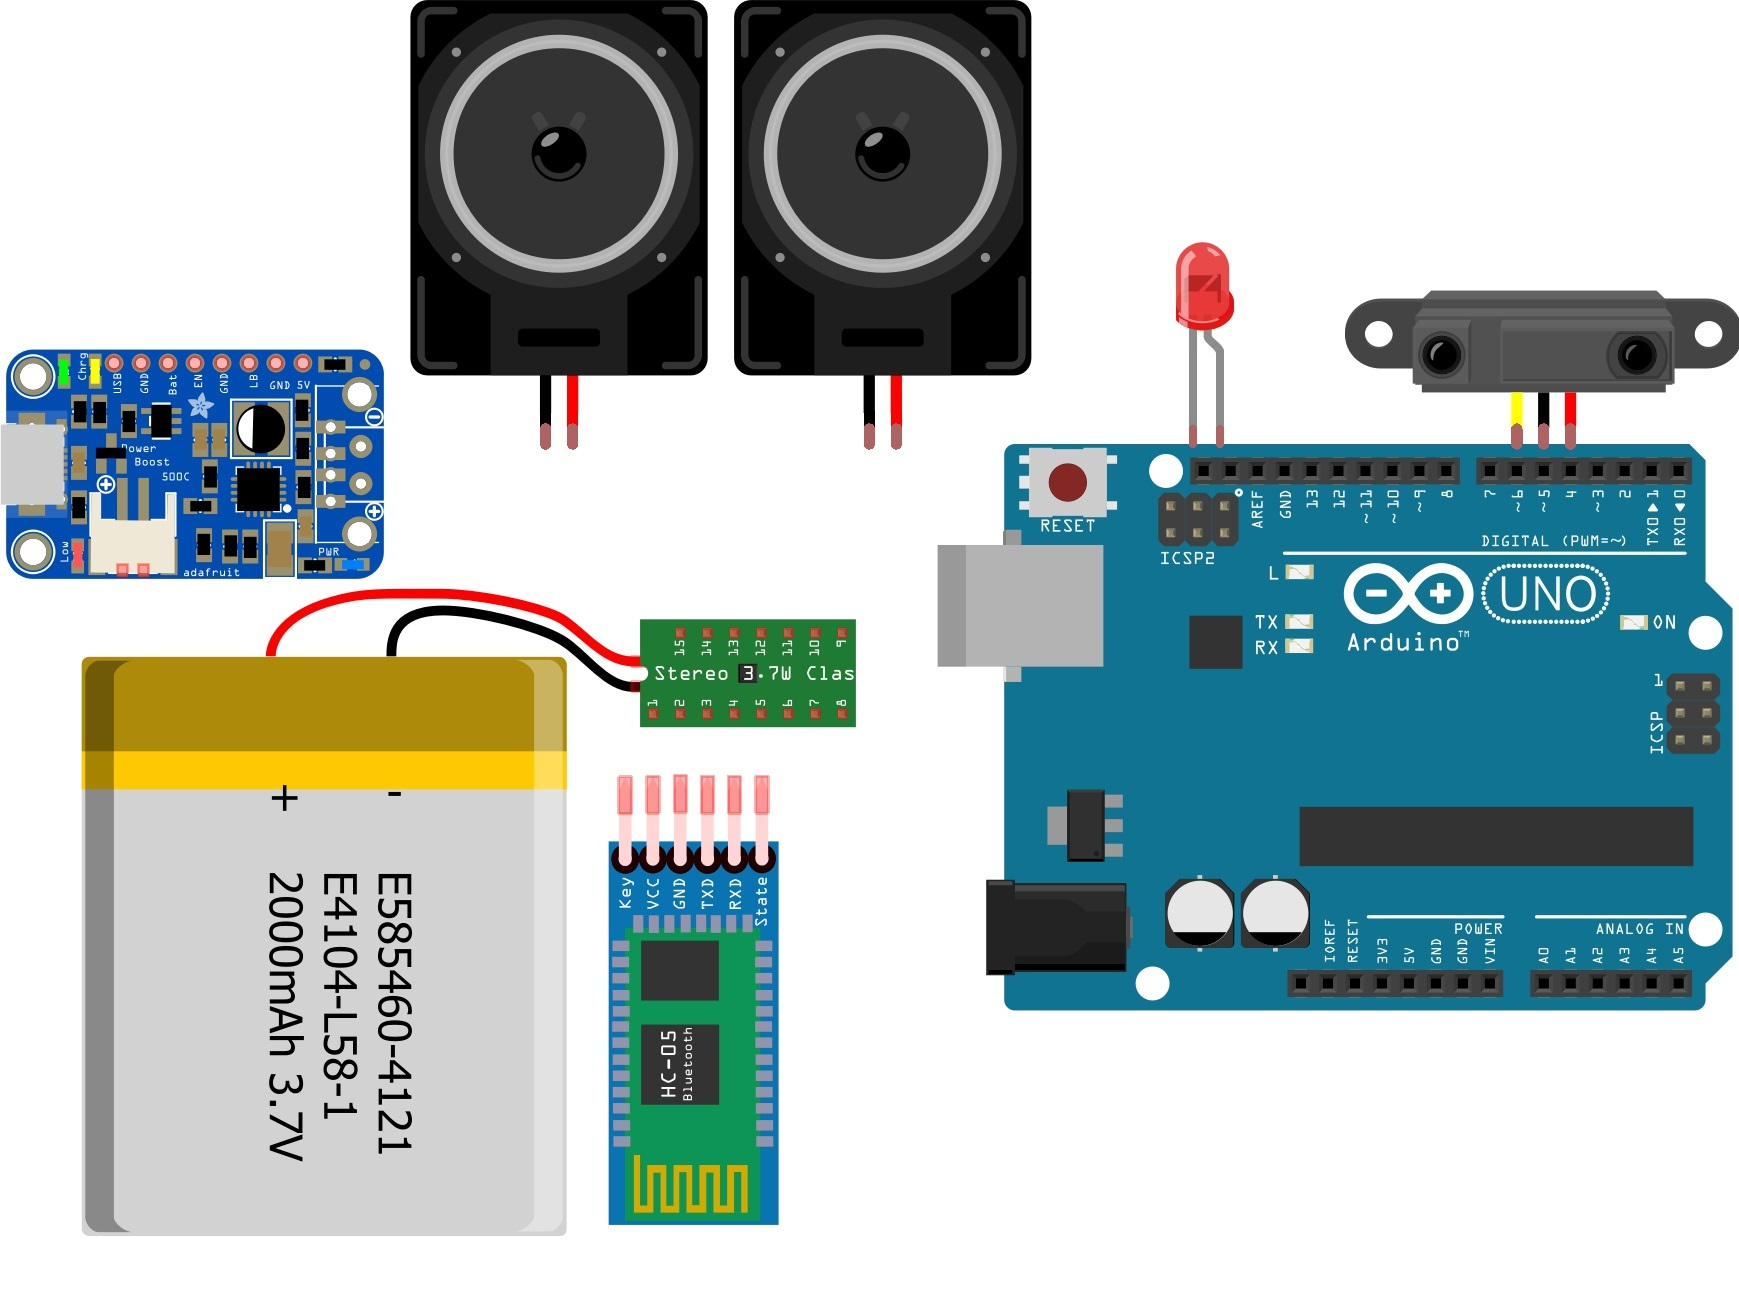 Chrg
USB
GND
Bat
EN
GND
LB
GND
5V
Power
Boost
500C
Low
PWR
adafruit
15 14 13 12 11 10 9
Stereo 3.7W Clas
1 2 3 4 5 6 7 8
+ -
E585460-4121
E4104-L58-1
2000mAh 3.7V
Key
VCC
GND
TXD
RXD
State
HC-05
Bluetooth
RESET
ICSP2
AREF
GND
13
12
~11
~10
~9
8
7
~6
~5
4
~3
2
TX0▶1
RX0◀0
DIGITAL (PWM=~)
L
TX
RX
UNO
Arduino™
ON
1
ICSP
POWER
ANALOG IN
IOREF
RESET
3V3
5V
GND
GND
VIN
A0
A1
A2
A3
A4
A5